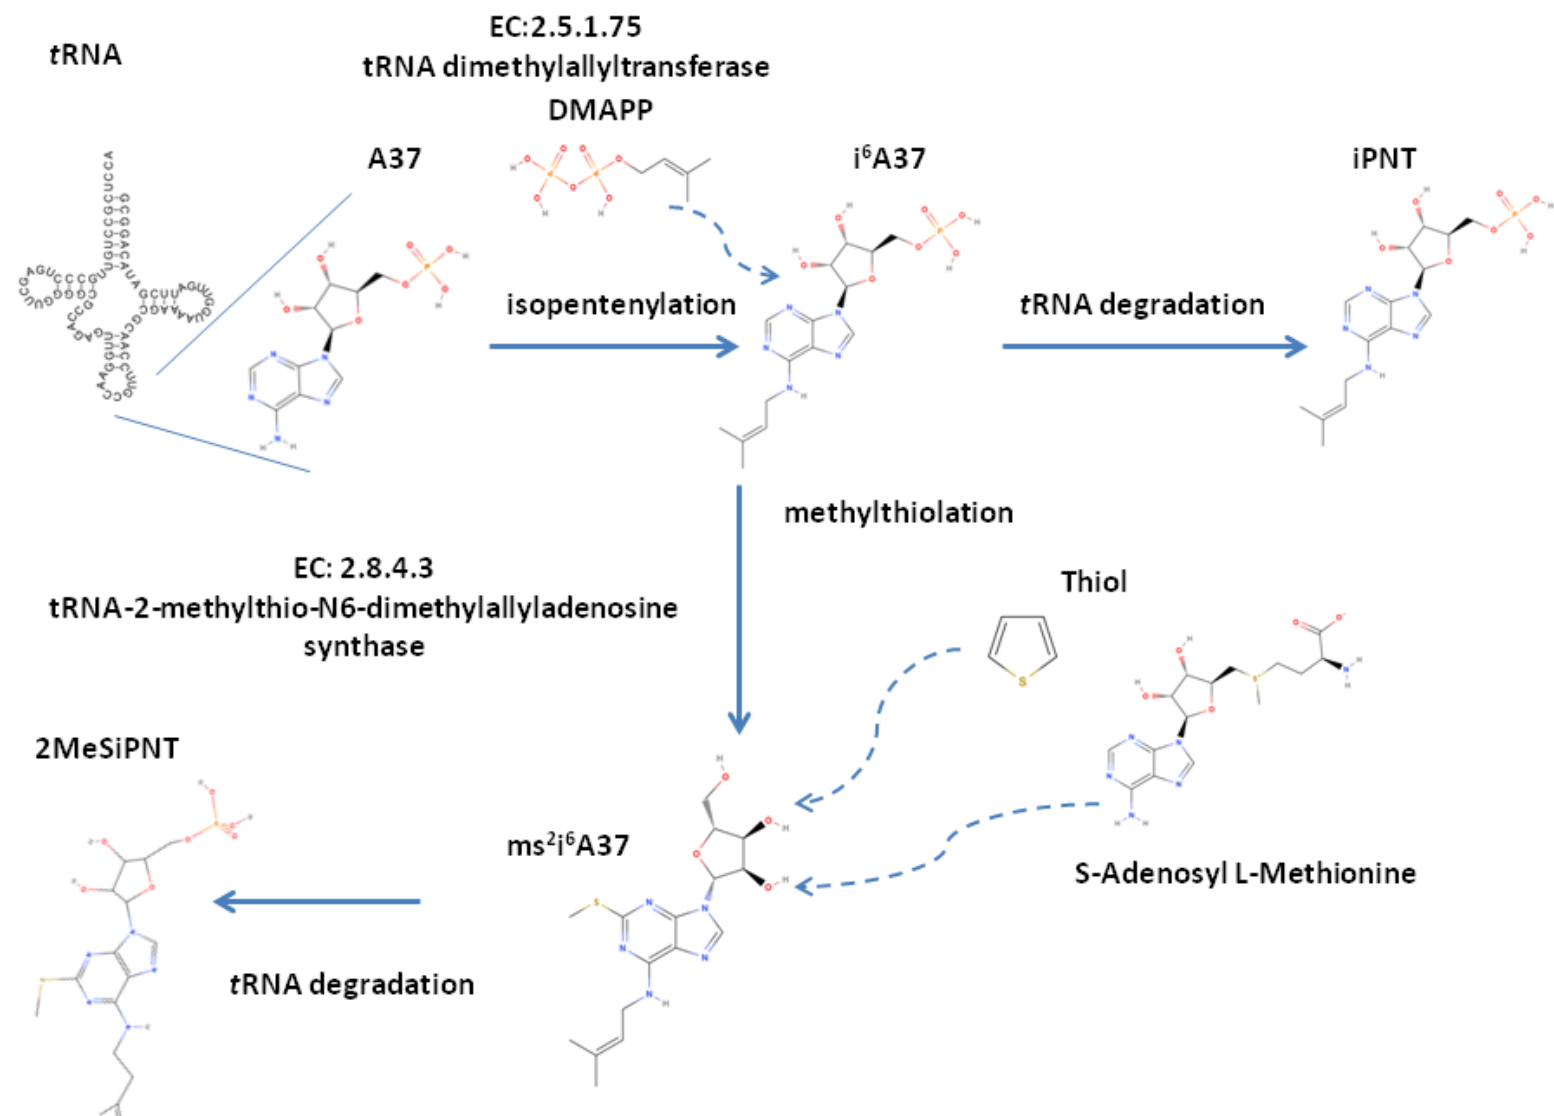 EC:2.5.1.75
tRNA
tRNA dimethylallyltransferase
DMAPP
A37
i⁶A37
iPNT
isopentenylation
tRNA degradation
methylthiolation
EC: 2.8.4.3
tRNA-2-methylthio-N6-dimethylallyladenosine
synthase
Thiol
2MeSiPNT
ms²i⁶A37
S-Adenosyl L-Methionine
tRNA degradation